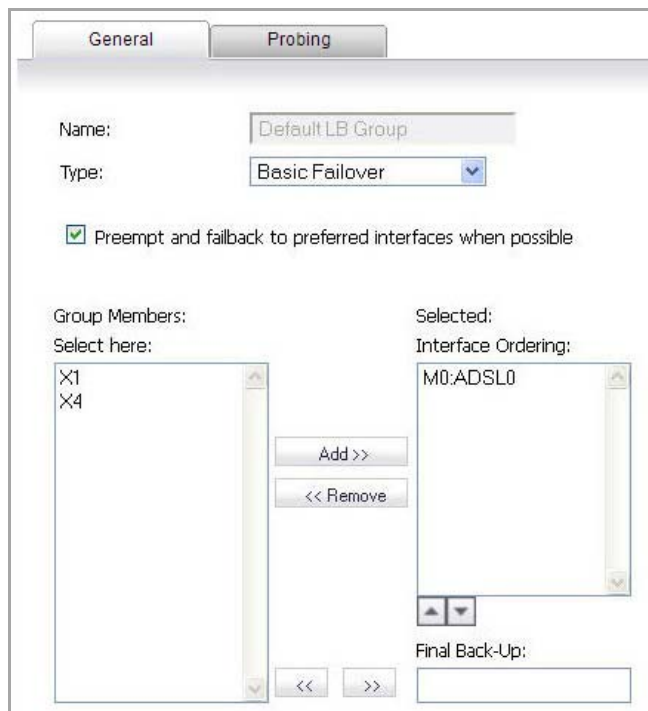 General
Probing
Name:
Default LB Group
Type:
Basic Failover
Preempt and failback to preferred interfaces when possible
Group Members:
Select here:
X1
X4
Add >>
<< Remove
<<
>>
Selected:
Interface Ordering:
M0:ADSL0
Final Back-Up: